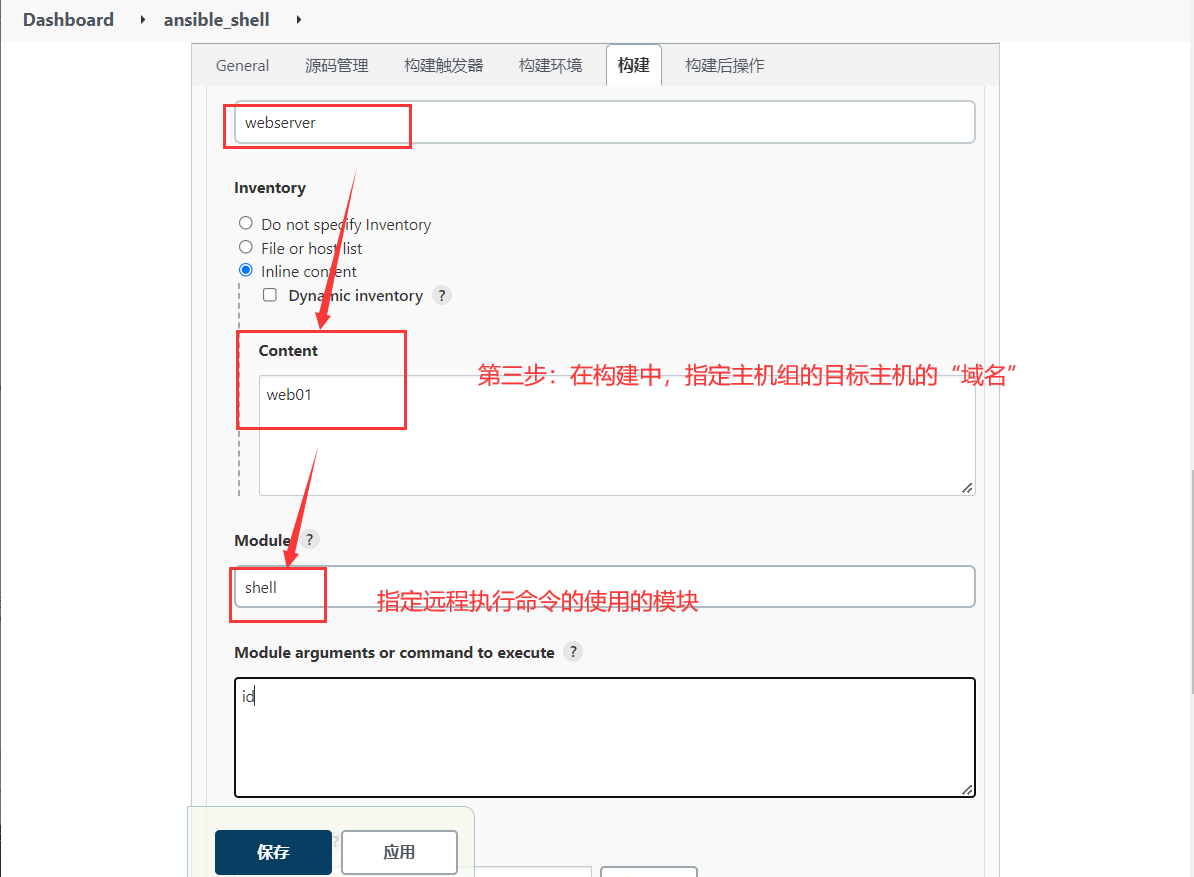 Dashboard ansible_shell
General 源码管理 构建触发器 构建环境 构建 构建后操作
webserver
Inventory
Do not specify Inventory
File or host list
Inline content
Dynamic inventory ?
Content
第三步：在构建中，指定主机组的目标主机的“域名”
web01
Module ?
shell
指定远程执行命令的使用的模块
Module arguments or command to execute ?
id
保存 ? 应用